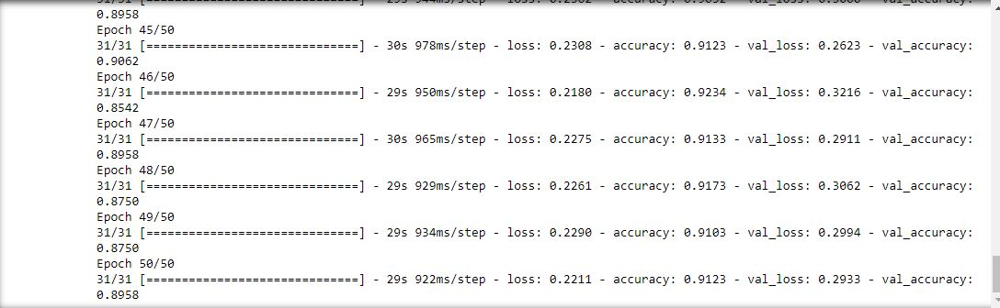 0.8958
Epoch 45/50
31/31 [==============================] - 30s 978ms/step - loss: 0.2308 - accuracy: 0.9123 - val_loss: 0.2623 - val_accuracy:
0.9062
Epoch 46/50
31/31 [==============================] - 29s 950ms/step - loss: 0.2180 - accuracy: 0.9234 - val_loss: 0.3216 - val_accuracy:
0.8542
Epoch 47/50
31/31 [==============================] - 30s 965ms/step - loss: 0.2275 - accuracy: 0.9133 - val_loss: 0.2911 - val_accuracy:
0.8958
Epoch 48/50
31/31 [==============================] - 29s 929ms/step - loss: 0.2261 - accuracy: 0.9173 - val_loss: 0.3062 - val_accuracy:
0.8750
Epoch 49/50
31/31 [==============================] - 29s 934ms/step - loss: 0.2290 - accuracy: 0.9103 - val_loss: 0.2994 - val_accuracy:
0.8750
Epoch 50/50
31/31 [==============================] - 29s 922ms/step - loss: 0.2211 - accuracy: 0.9123 - val_loss: 0.2933 - val_accuracy:
0.8958